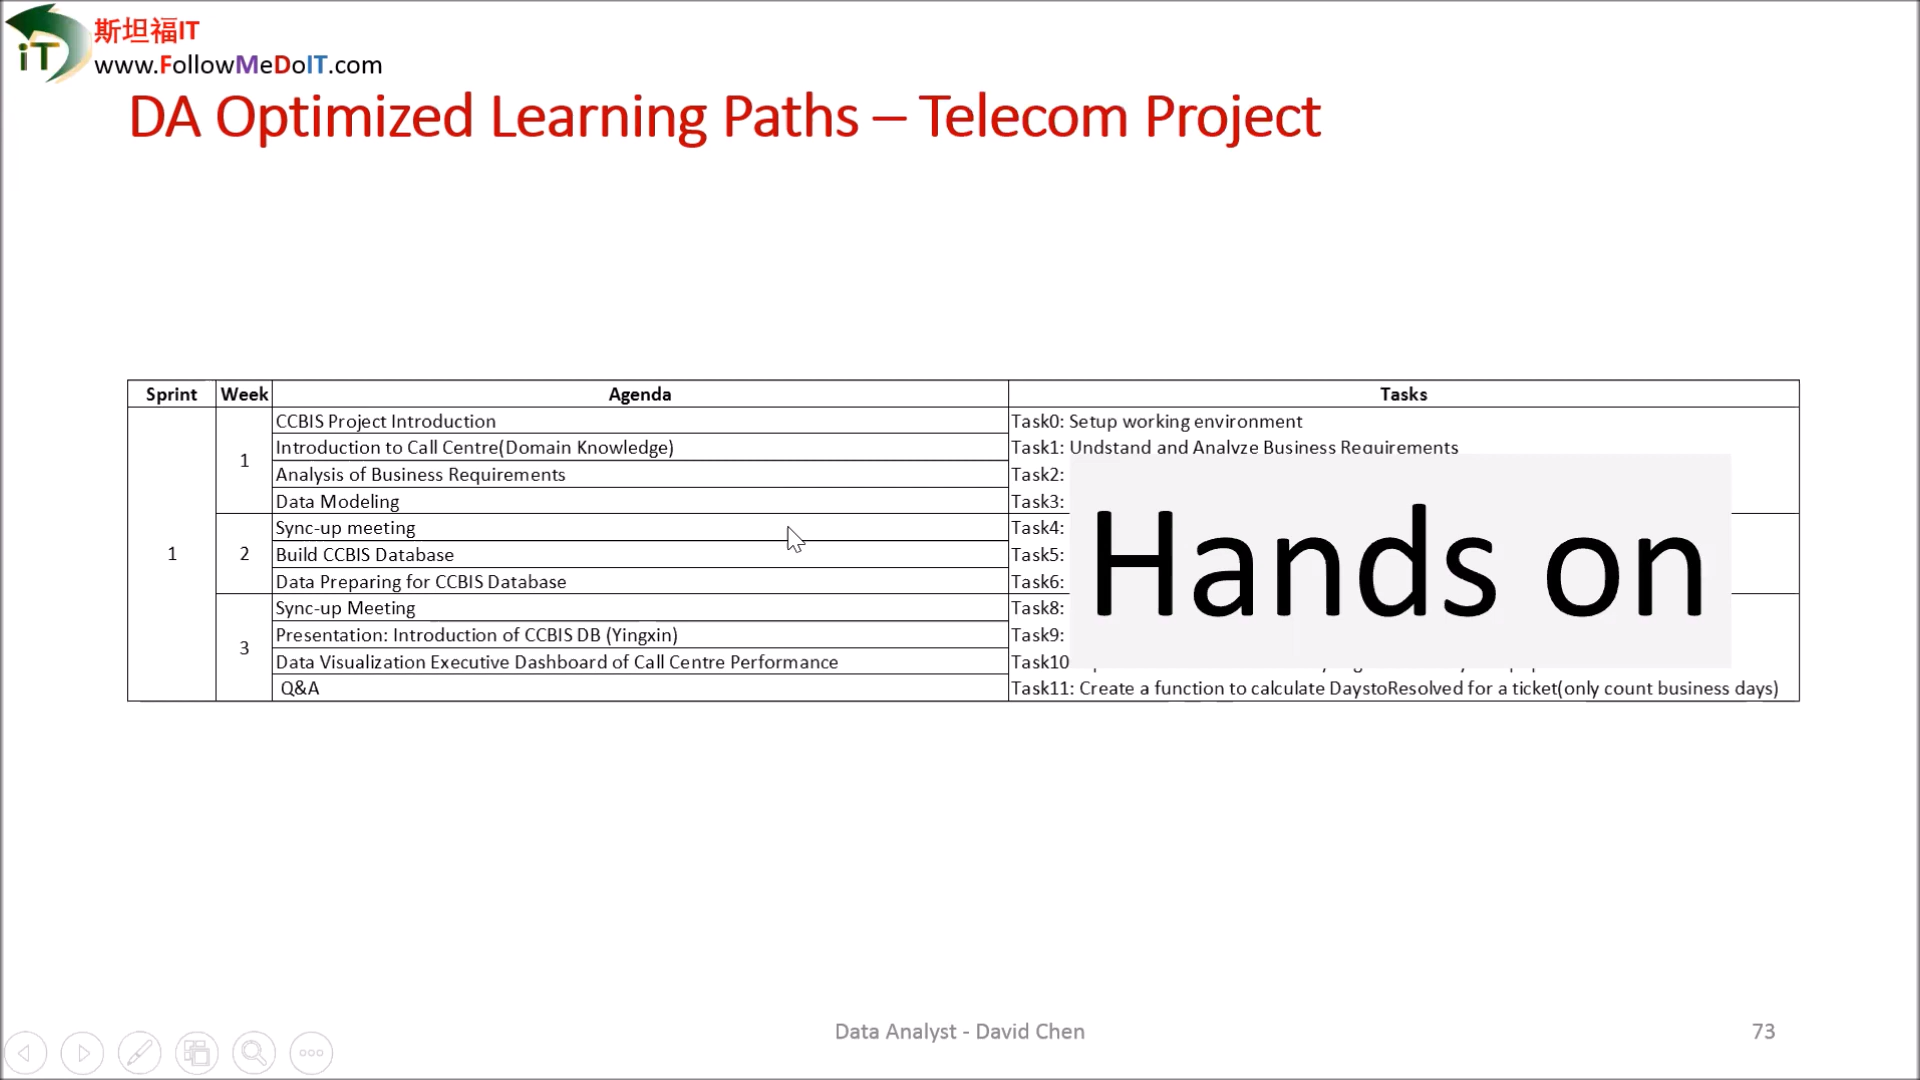 斯坦福IT
iT
www.FollowMeDoIT.com
DA Optimized Learning Paths – Telecom Project
Sprint Week Agenda Tasks
CCBIS Project Introduction Task0: Setup working environment
Introduction to Call Centre(Domain Knowledge) Task1: Undstand and Analyze Business Requirements
1 Analysis of Business Requirements Task2:
Data Modeling Task3:
Sync-up meeting Task4:
1 2 Build CCBIS Database Task5:
Data Preparing for CCBIS Database Task6:
Hands on
Sync-up Meeting Task8:
Presentation: Introduction of CCBIS DB (Yingxin) Task9:
3 Data Visualization Executive Dashboard of Call Centre Performance Task10
Q&A Task11: Create a function to calculate DaystoResolved for a ticket(only count business days)
Data Analyst - David Chen 73